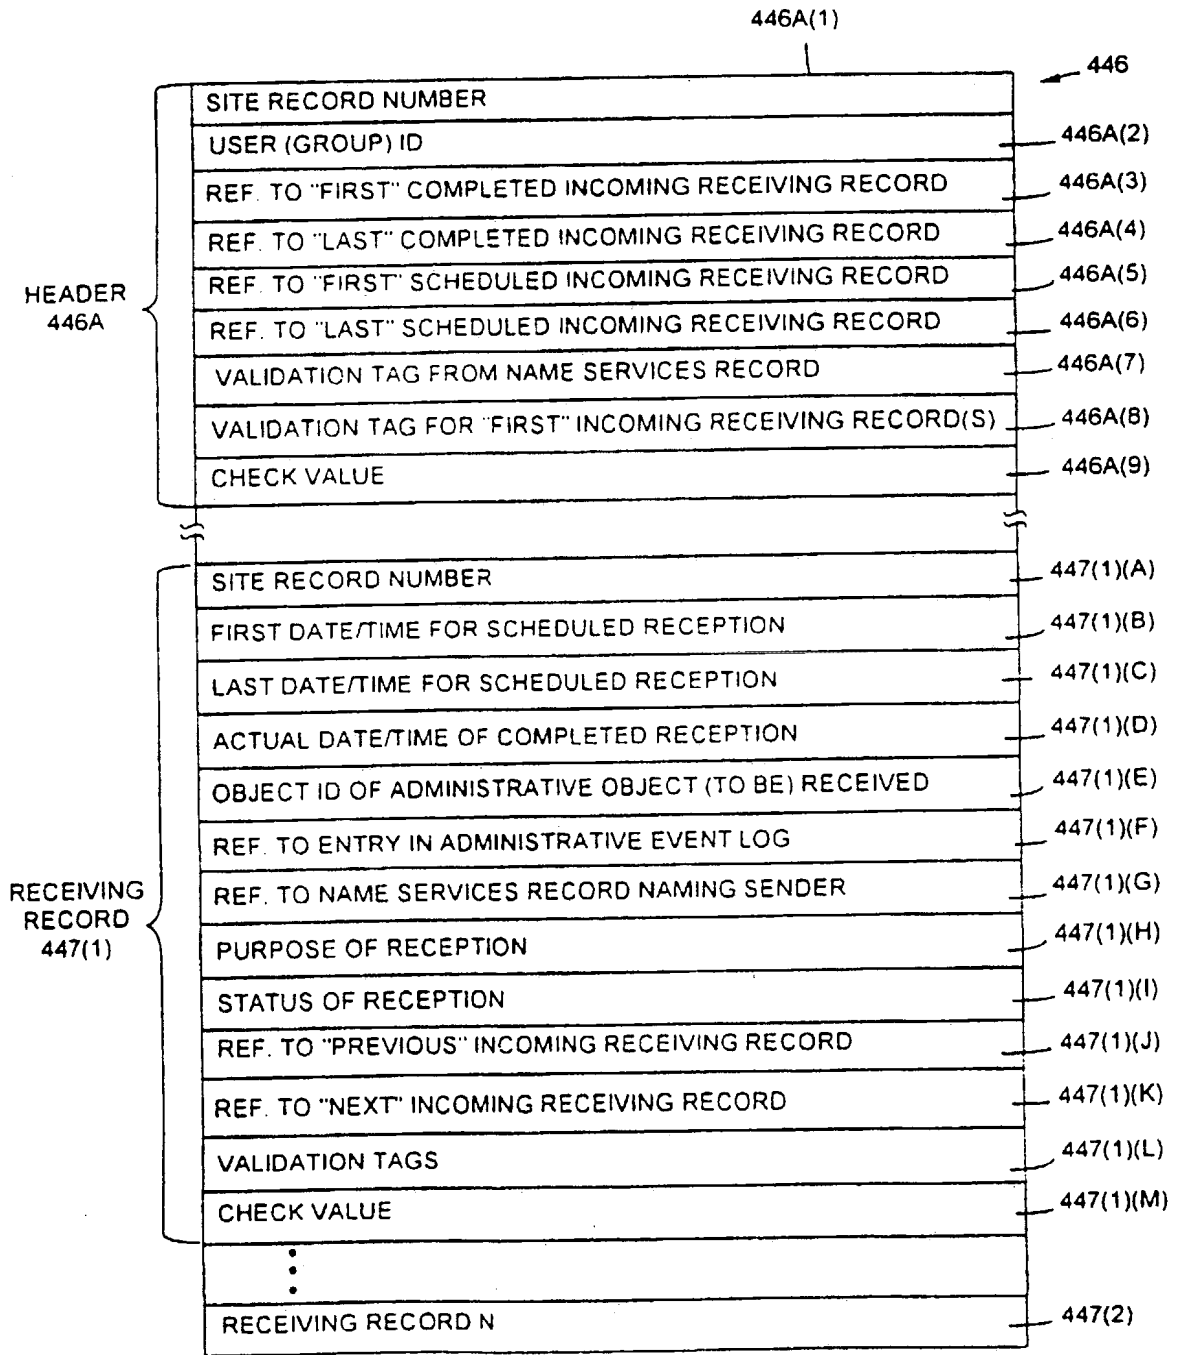 446A(1)
446
SITE RECORD NUMBER
USER (GROUP) ID 446A(2)
REF. TO "FIRST" COMPLETED INCOMING RECEIVING RECORD 446A(3)
REF. TO "LAST" COMPLETED INCOMING RECEIVING RECORD 446A(4)
REF. TO "FIRST" SCHEDULED INCOMING RECEIVING RECORD 446A(5)
HEADER
446A
REF. TO "LAST" SCHEDULED INCOMING RECEIVING RECORD 446A(6)
VALIDATION TAG FROM NAME SERVICES RECORD 446A(7)
VALIDATION TAG FOR "FIRST" INCOMING RECEIVING RECORD(S) 446A(8)
CHECK VALUE 446A(9)
SITE RECORD NUMBER 447(1)(A)
FIRST DATE/TIME FOR SCHEDULED RECEPTION 447(1)(B)
LAST DATE/TIME FOR SCHEDULED RECEPTION 447(1)(C)
ACTUAL DATE/TIME OF COMPLETED RECEPTION 447(1)(D)
OBJECT ID OF ADMINISTRATIVE OBJECT (TO BE) RECEIVED 447(1)(E)
REF. TO ENTRY IN ADMINISTRATIVE EVENT LOG 447(1)(F)
RECEIVING
RECORD
447(1)
REF. TO NAME SERVICES RECORD NAMING SENDER 447(1)(G)
PURPOSE OF RECEPTION 447(1)(H)
STATUS OF RECEPTION 447(1)(I)
REF. TO "PREVIOUS" INCOMING RECEIVING RECORD 447(1)(J)
REF. TO "NEXT" INCOMING RECEIVING RECORD 447(1)(K)
VALIDATION TAGS 447(1)(L)
CHECK VALUE 447(1)(M)
RECEIVING RECORD N 447(2)